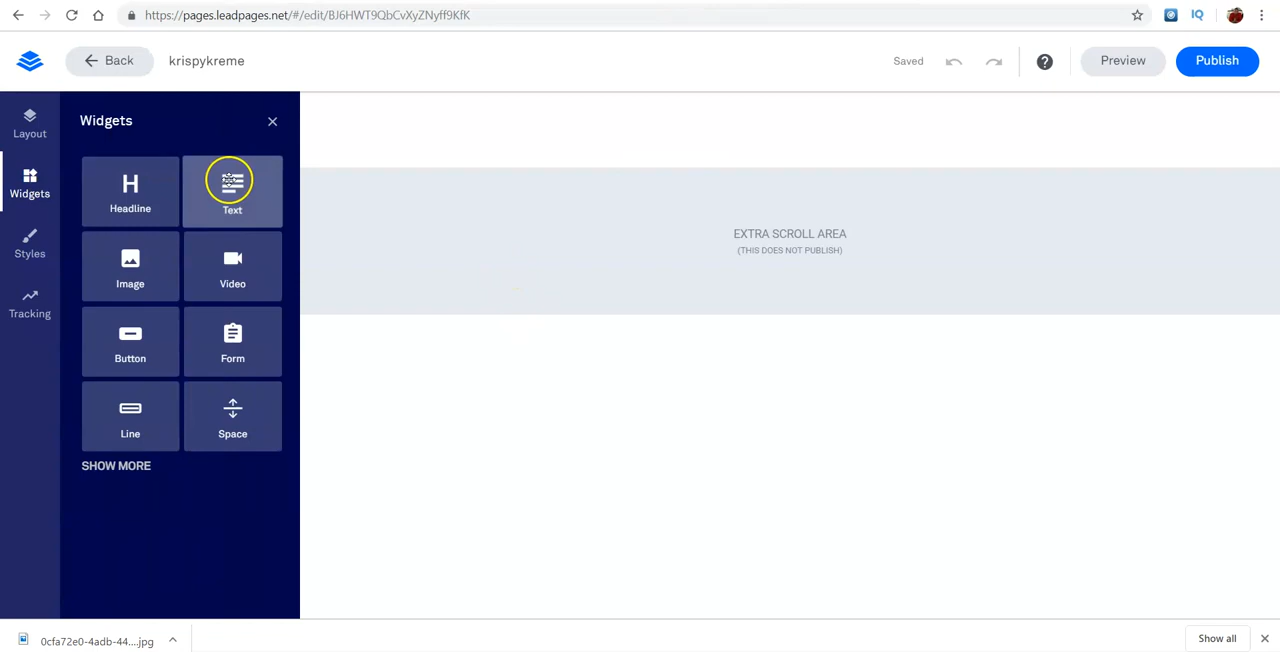 https://pages.leadpages.net/#/edit/BJ6HWT9QbCvXyZNyff9KfK
IQ
Back
krispykreme
Saved
Preview
Publish
Layout
Widgets
Styles
Tracking
Widgets
H
Headline
Text
Image
Video
Button
Form
Line
Space
SHOW MORE
EXTRA SCROLL AREA
(THIS DOES NOT PUBLISH)
0cfa72e0-4adb-44....jpg
Show all